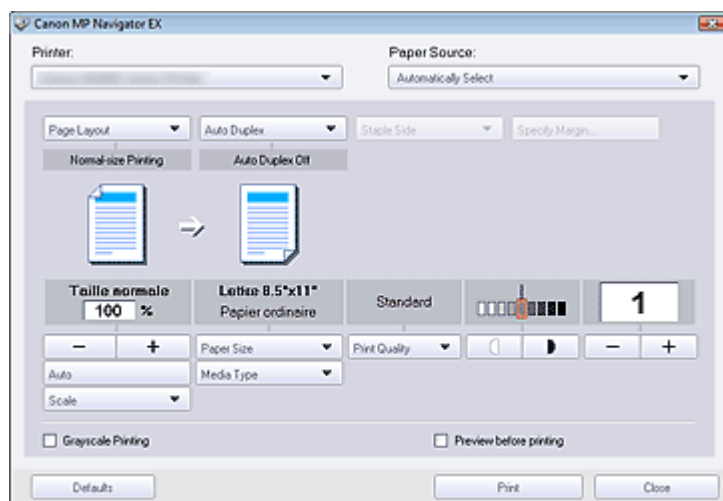 Canon MP Navigator EX
Printer:
Paper Source:
Automatically Select
Page Layout
Auto Duplex
Staple Side
Specify Margin...
Normal-size Printing
Auto Duplex Off
Taille normale
100 %
Lettre 8.5"x11"
Papier ordinaire
Standard
1
− +
Paper Size
Print Quality
− +
Auto
Media Type
Scale
Grayscale Printing
Preview before printing
Defaults
Print
Close